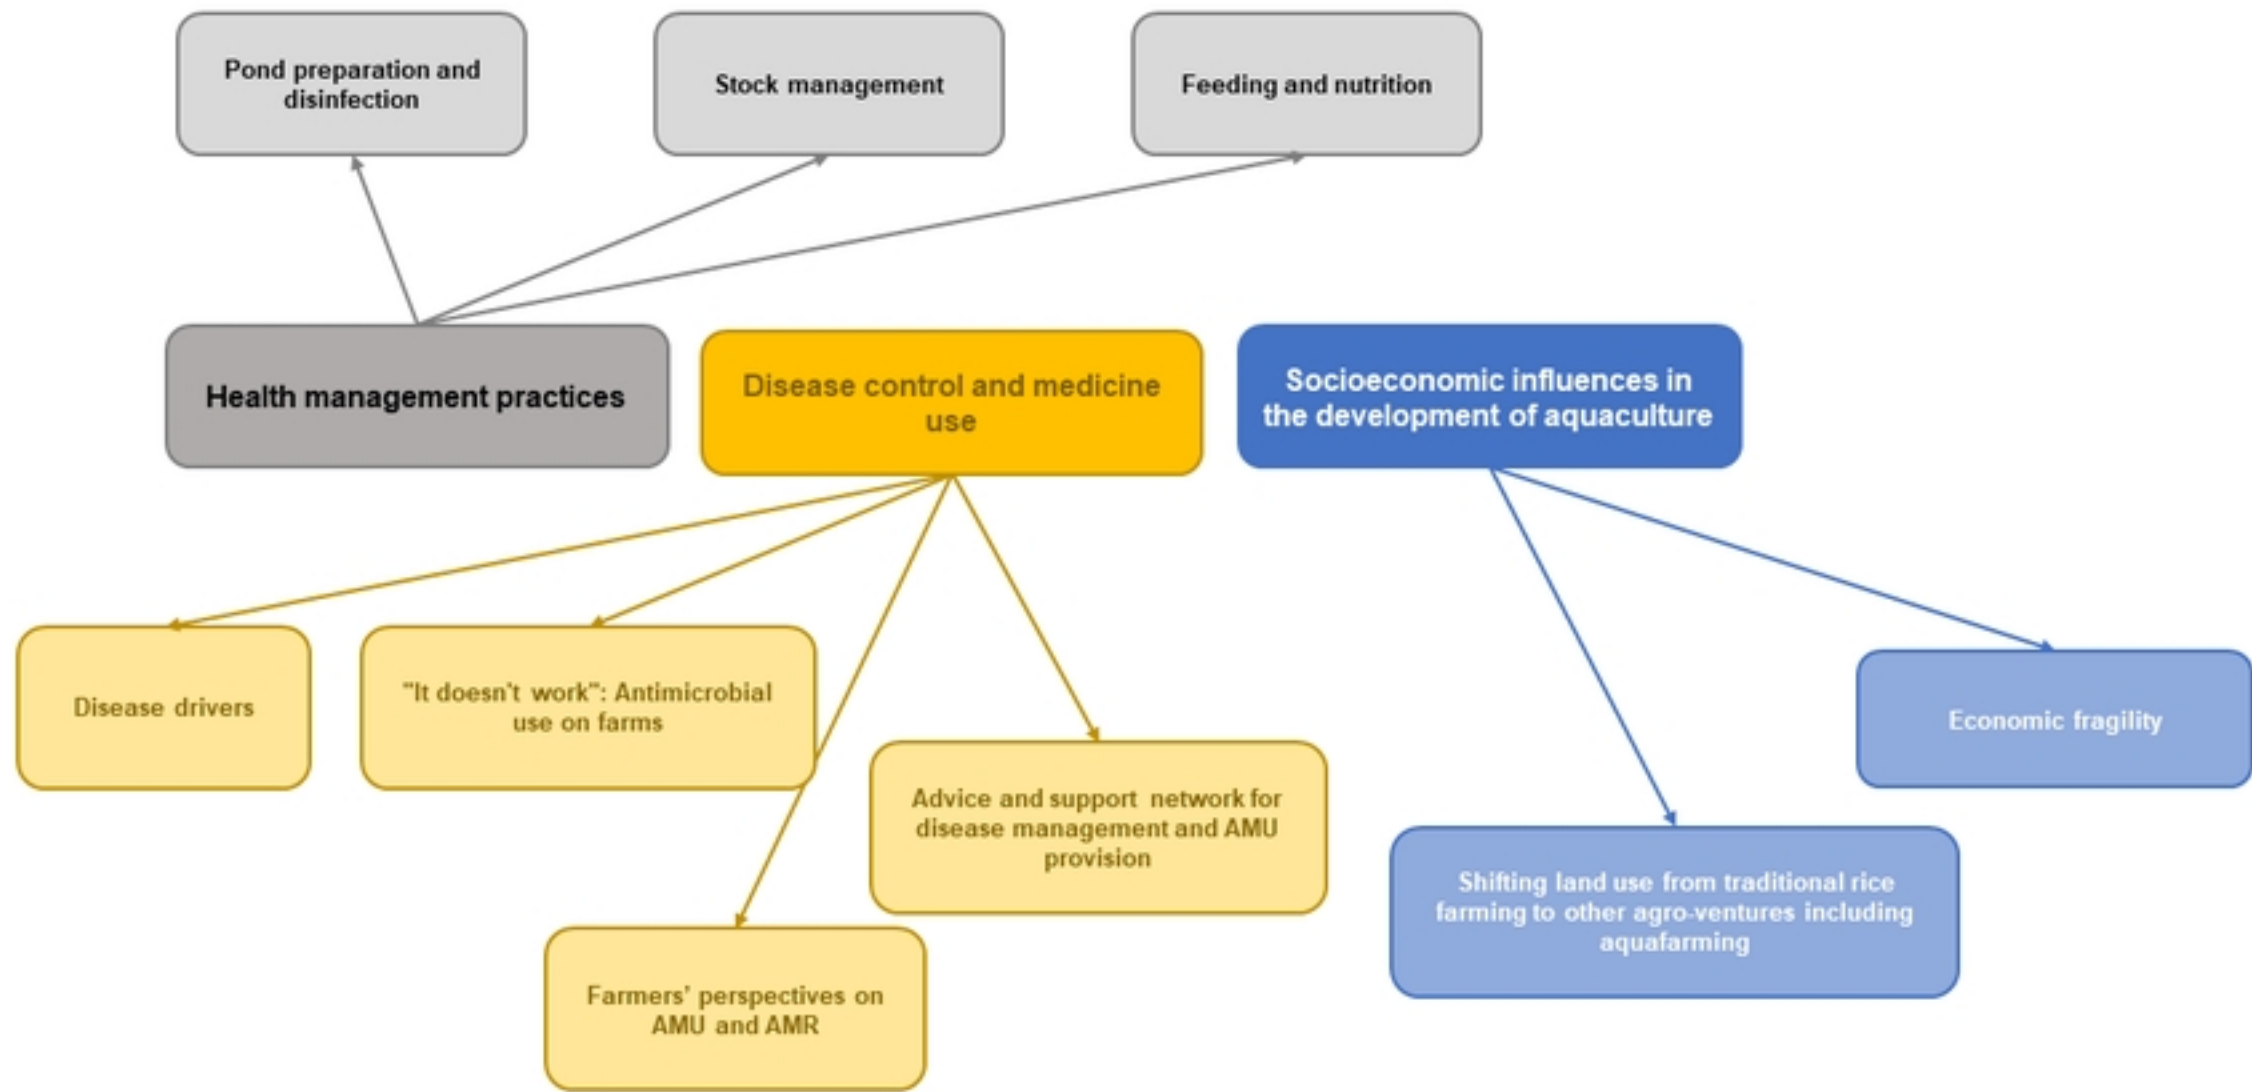 Pond preparation and
disinfection
Stock management
Feeding and nutrition
Health management practices
Disease control and medicine
use
Socioeconomic influences in
the development of aquaculture
Disease drivers
"It doesn't work": Antimicrobial
use on farms
Advice and support network for
disease management and AMU
provision
Farmers' perspectives on
AMU and AMR
Economic fragility
Shifting land use from traditional rice
farming to other agro-ventures including
aquafarming